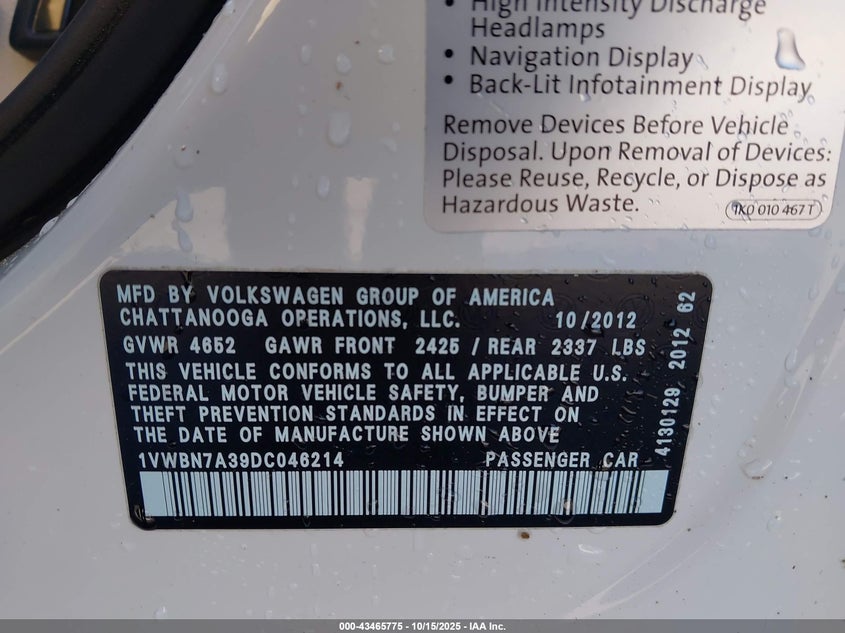 • High Intensity Discharge
Headlamps
• Navigation Display
• Back-Lit Infotainment Display
Remove Devices Before Vehicle
Disposal. Upon Removal of Devices:
Please Reuse, Recycle, or Dispose as
Hazardous Waste.
1K0 010 467 T
MFD BY VOLKSWAGEN GROUP OF AMERICA
CHATTANOOGA OPERATIONS, LLC. 10/2012
GVWR 4652 GAWR FRONT 2425 / REAR 2337 LBS
THIS VEHICLE CONFORMS TO ALL APPLICABLE U.S.
FEDERAL MOTOR VEHICLE SAFETY, BUMPER AND
THEFT PREVENTION STANDARDS IN EFFECT ON
THE DATE OF MANUFACTURE SHOWN ABOVE
1VWBN7A39DC046214 PASSENGER CAR
4130129 2012 62
000-43465775 - 10/15/2025 - IAA Inc.